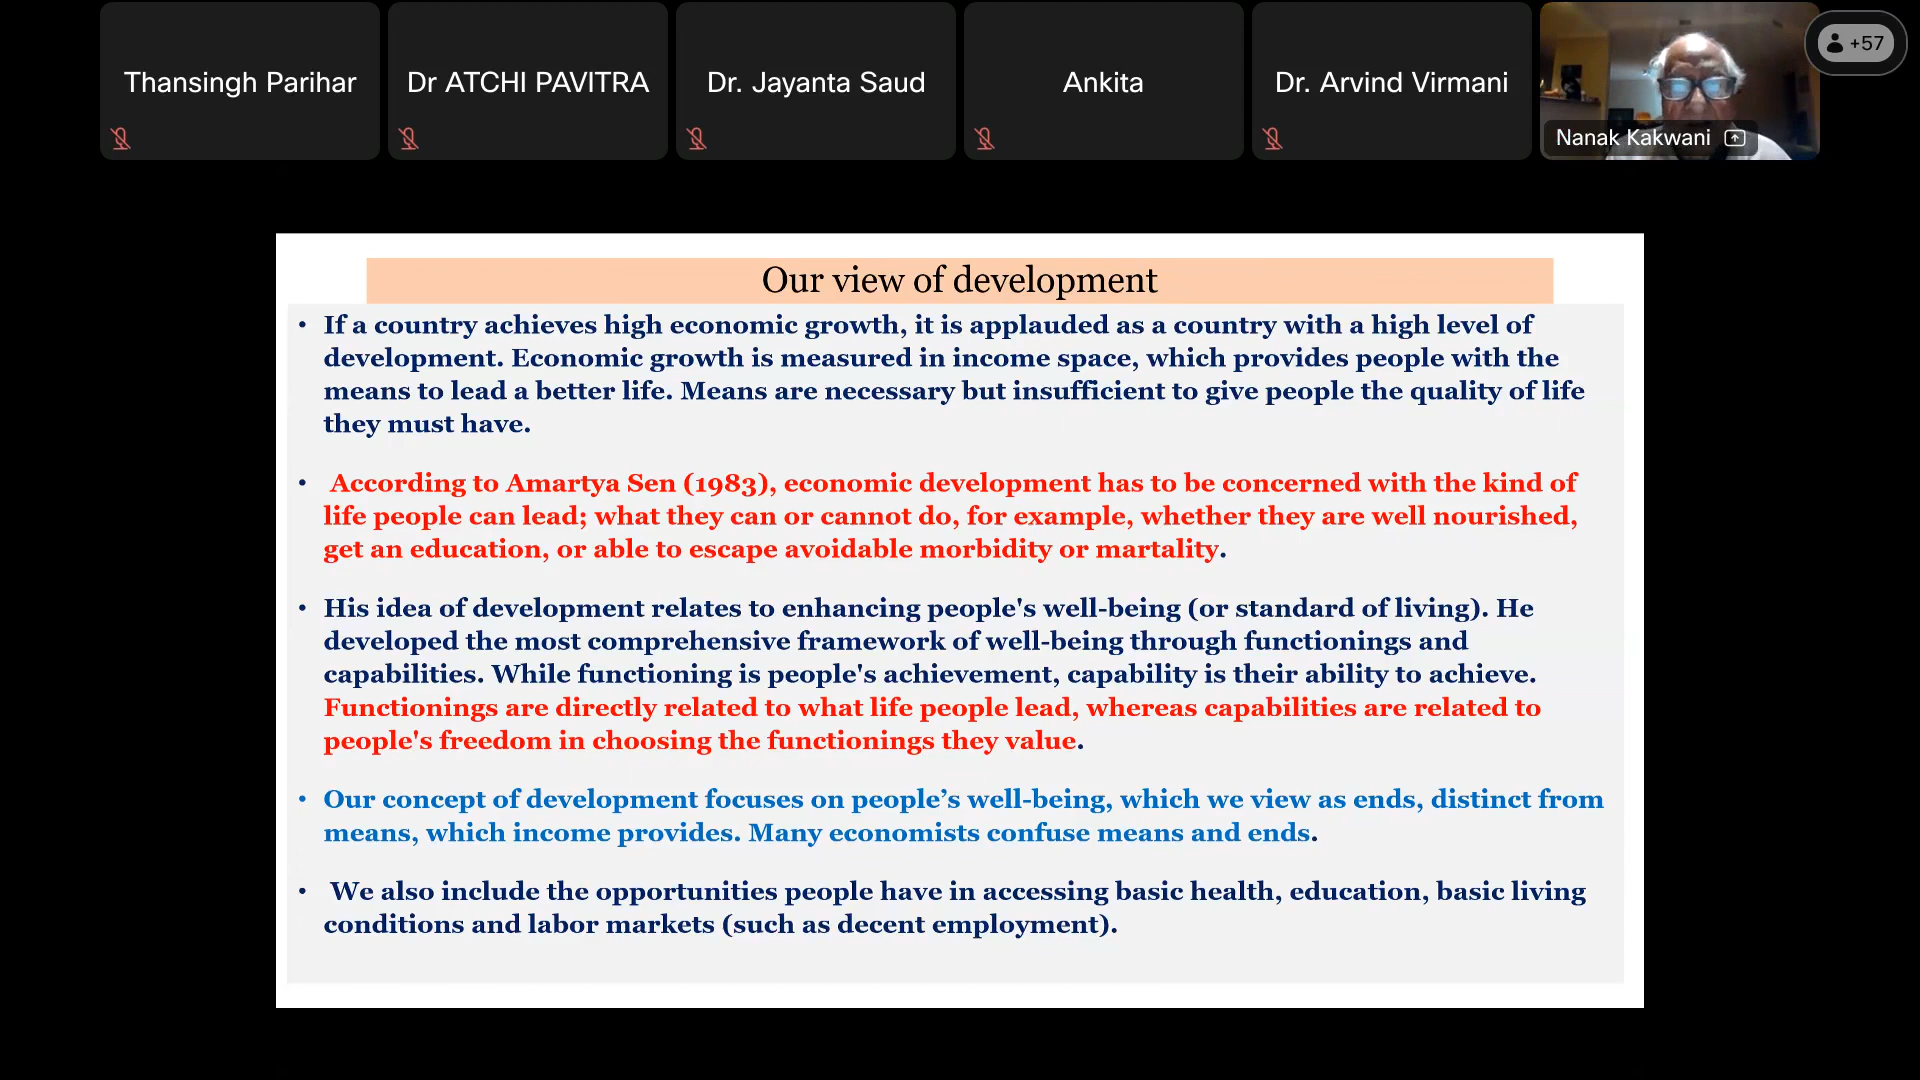 Thansingh Parihar
Dr ATCHI PAVITRA
Dr. Jayanta Saud
Ankita
Dr. Arvind Virmani
+57
Nanak Kakwani
Our view of development
• If a country achieves high economic growth, it is applauded as a country with a high level of
development. Economic growth is measured in income space, which provides people with the
means to lead a better life. Means are necessary but insufficient to give people the quality of life
they must have.
• According to Amartya Sen (1983), economic development has to be concerned with the kind of
life people can lead; what they can or cannot do, for example, whether they are well nourished,
get an education, or able to escape avoidable morbidity or martality.
• His idea of development relates to enhancing people's well-being (or standard of living). He
developed the most comprehensive framework of well-being through functionings and
capabilities. While functioning is people's achievement, capability is their ability to achieve.
Functionings are directly related to what life people lead, whereas capabilities are related to
people's freedom in choosing the functionings they value.
• Our concept of development focuses on people’s well-being, which we view as ends, distinct from
means, which income provides. Many economists confuse means and ends.
• We also include the opportunities people have in accessing basic health, education, basic living
conditions and labor markets (such as decent employment).